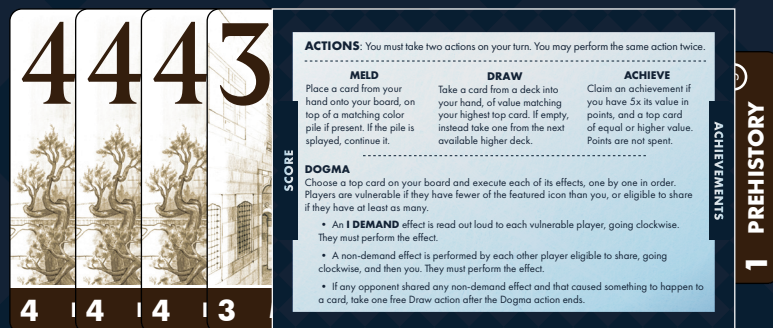 4 4 4 3
ACTIONS: You must take two actions on your turn. You may perform the same action twice.
MELD
Place a card from your
hand onto your board, on
top of a matching color
pile if present. If the pile is
splayed, continue it.
DRAW
Take a card from a deck into
your hand, of value matching
your highest top card. If empty,
instead take one from the next
available higher deck.
ACHIEVE
Claim an achievement if
you have 5x its value in
points, and a top card
of equal or higher value.
Points are not spent.
SCORE
ACHIEVEMENTS
DOGMA
Choose a top card on your board and execute each of its effects, one by one in order.
Players are vulnerable if they have fewer of the featured icon than you, or eligible to share
if they have at least as many.
• An I DEMAND effect is read out loud to each vulnerable player, going clockwise.
They must perform the effect.
• A non-demand effect is performed by each other player eligible to share, going
clockwise, and then you. They must perform the effect.
• If any opponent shared any non-demand effect and that caused something to happen to
a card, take one free Draw action after the Dogma action ends.
4 4 4 3
1 PREHISTORY